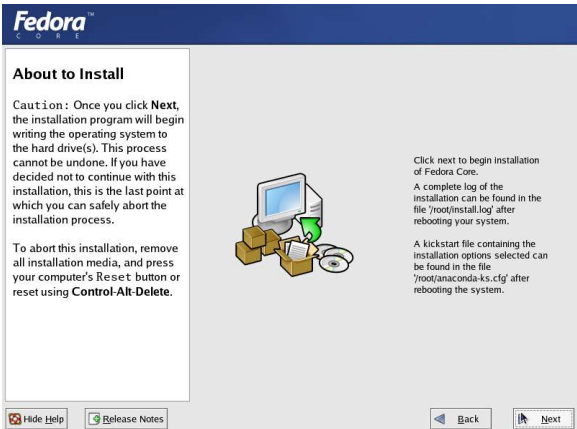 Fedora™
CORE
About to Install
Caution: Once you click Next,
the installation program will begin
writing the operating system to
the hard drive(s). This process
cannot be undone. If you have
decided not to continue with this
installation, this is the last point at
which you can safely abort the
installation process.
To abort this installation, remove
all installation media, and press
your computer's Reset button or
reset using Control-Alt-Delete.
Click next to begin installation
of Fedora Core.
A complete log of the
installation can be found in the
file '/root/install.log' after
rebooting your system.
A kickstart file containing the
installation options selected can
be found in the file
'/root/anaconda-ks.cfg' after
rebooting the system.
Hide Help
Release Notes
Back
Next